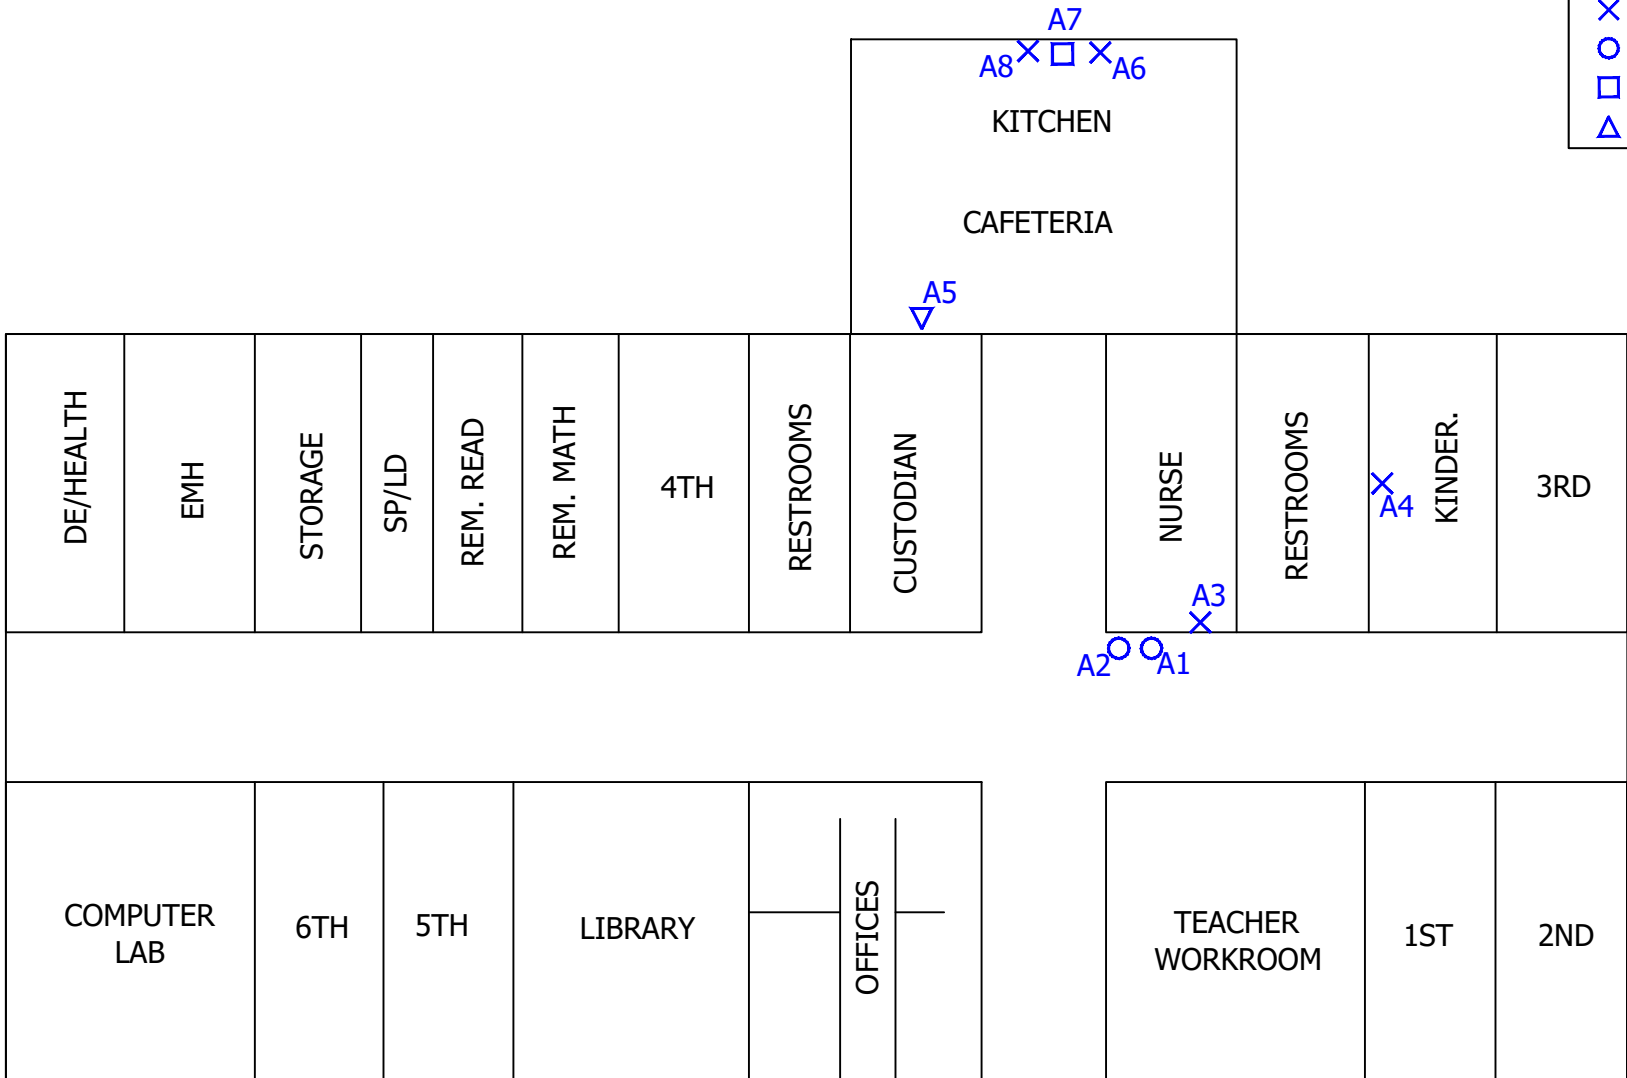 A7
A8
A6
KITCHEN
CAFETERIA
A5
DE/HEALTH
EMH
STORAGE
SP/LD
REM. READ
REM. MATH
4TH
RESTROOMS
CUSTODIAN
NURSE
RESTROOMS
A4
KINDER.
3RD
A3
A2
A1
COMPUTER
LAB
6TH
5TH
LIBRARY
OFFICES
TEACHER
WORKROOM
1ST
2ND